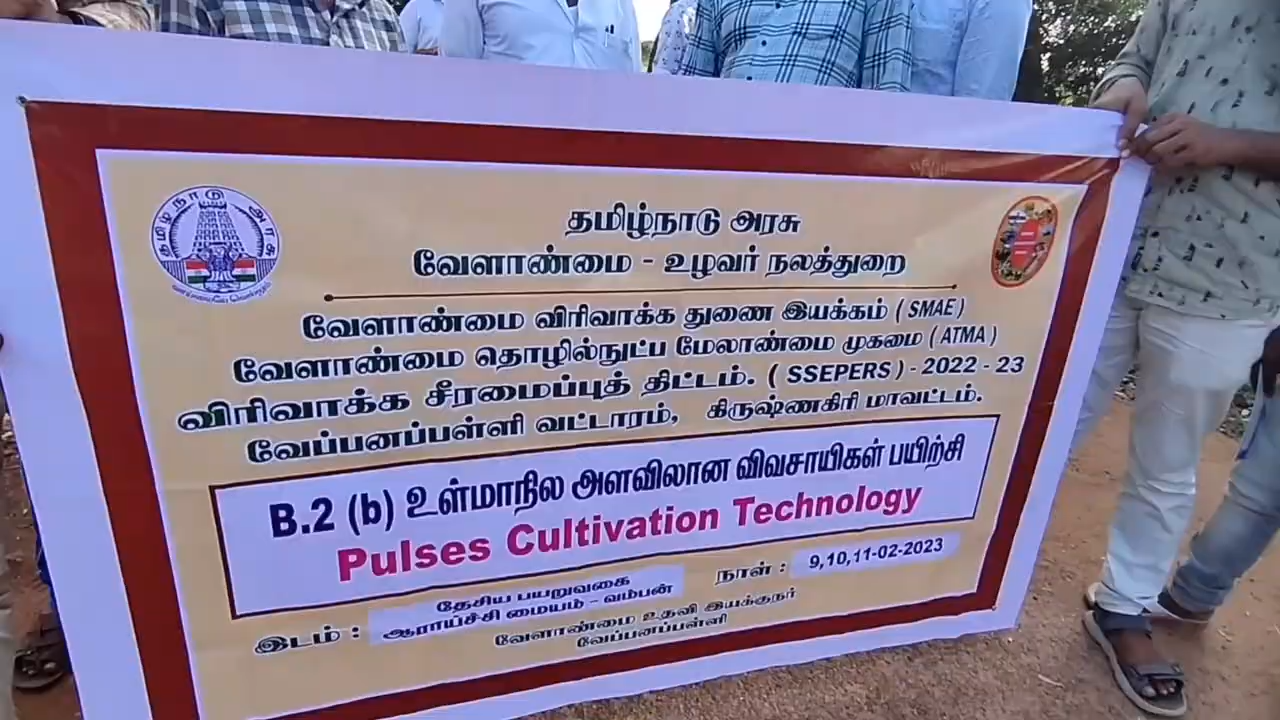 தமிழ்நாடு அரசு
தமிழ்நாடு அரசு
வேளாண்மை - உழவர் நலத்துறை
வேளாண்மை விரிவாக்க துணை இயக்கம் ( SMAE )
வேளாண்மை தொழில்நுட்ப மேலாண்மை முகமை ( ATMA )
விரிவாக்க சீரமைப்புத் திட்டம். ( SSEPERS ) - 2022 - 23
வேப்பனப்பள்ளி வட்டாரம், கிருஷ்ணகிரி மாவட்டம்.
B.2 (b) உள்மாநில அளவிலான விவசாயிகள் பயிற்சி
Pulses Cultivation Technology
இடம் : தேசிய பயறுவகை
ஆராய்ச்சி மையம் - வம்பன்
நாள் : 9,10,11-02-2023
வேளாண்மை உதவி இயக்குநர்
வேப்பனப்பள்ளி